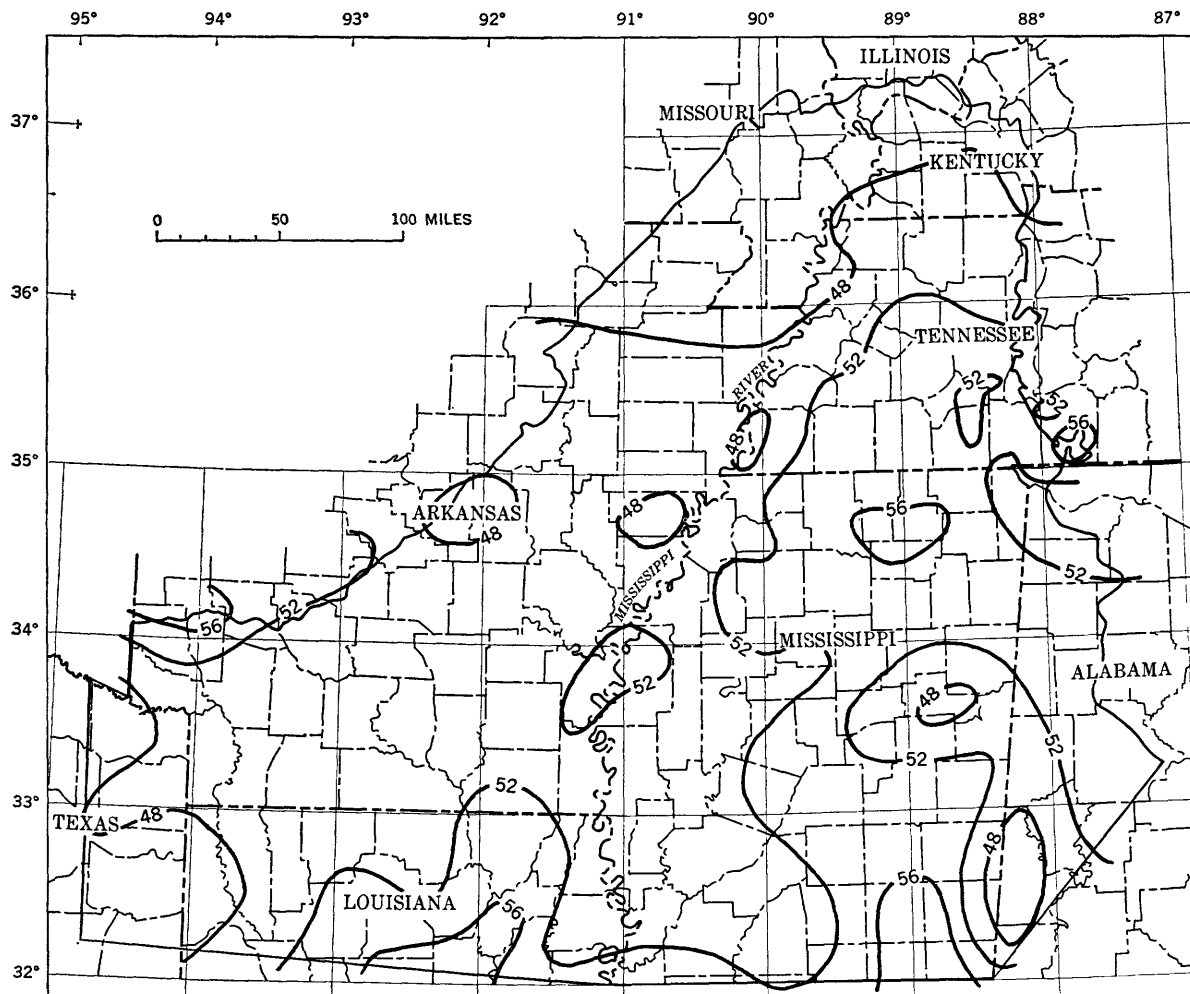 95° 94° 93° 92° 91° 90° 89° 88° 87°
ILLINOIS
MISSOURI
37°
KENTUCKY
0 50 100 MILES
36°
48
TENNESSEE
52
RIVER
52
52
56
48
35°
48
56
ARKANSAS
48
MISSISSIPPI
52
52
56
34°
52
MISSISSIPPI
ALABAMA
52
48
52
52
52
33°
48
TEXAS
48
56
LOUISIANA
56
32°